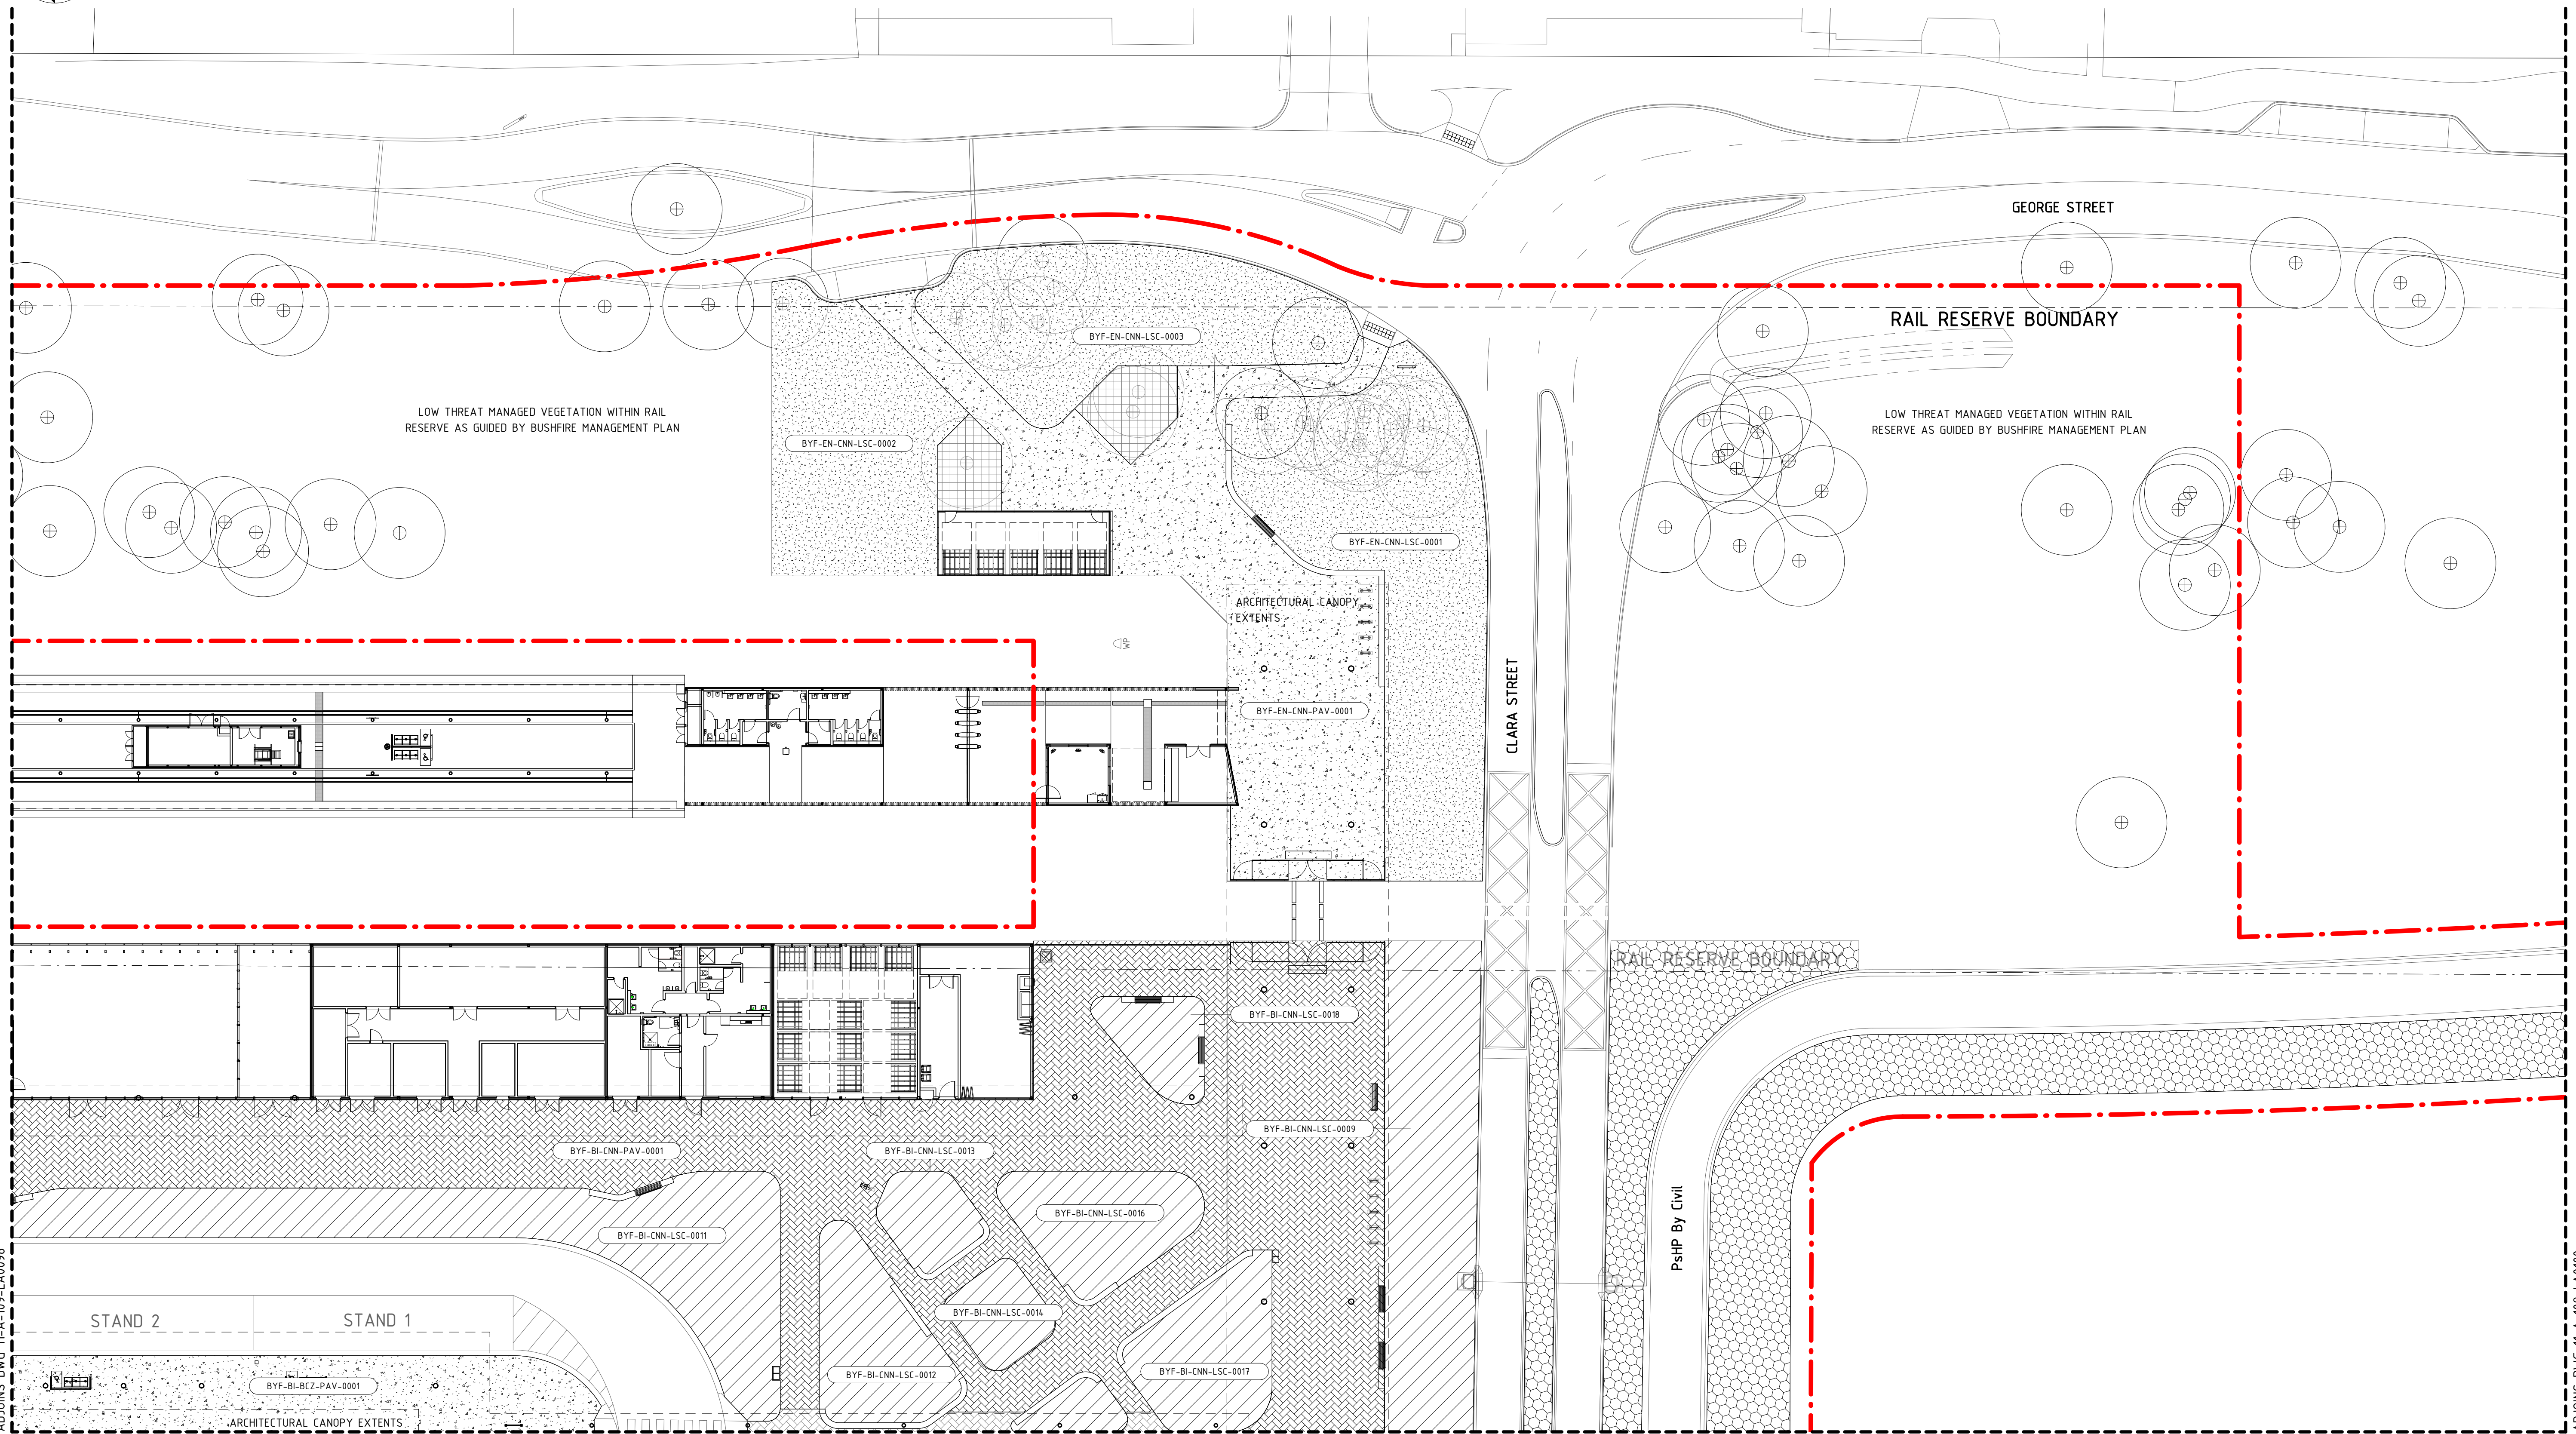 GEORGE STREET
RAIL RESERVE BOUNDARY
BYF-EN-CNN-LSC-0003
LOW THREAT MANAGED VEGETATION WITHIN RAIL
RESERVE AS GUIDED BY BUSHFIRE MANAGEMENT PLAN
BYF-EN-CNN-LSC-0002
LOW THREAT MANAGED VEGETATION WITHIN RAIL
RESERVE AS GUIDED BY BUSHFIRE MANAGEMENT PLAN
BYF-EN-CNN-LSC-0001
ARCHITECTURAL CANOPY
EXTENTS
WP
CLARA STREET
BYF-EN-CNN-PAV-0001
RAIL RESERVE BOUNDARY
BYF-BI-CNN-LSC-0018
BYF-BI-CNN-LSC-0009
BYF-BI-CNN-PAV-0001
BYF-BI-CNN-LSC-0013
BYF-BI-CNN-LSC-0016
BYF-BI-CNN-LSC-0011
PsHP By Civil
BYF-BI-CNN-LSC-0014
STAND 2
STAND 1
BYF-BI-CNN-LSC-0012
BYF-BI-CNN-LSC-0017
BYF-BI-BCZ-PAV-0001
ARCHITECTURAL CANOPY EXTENTS